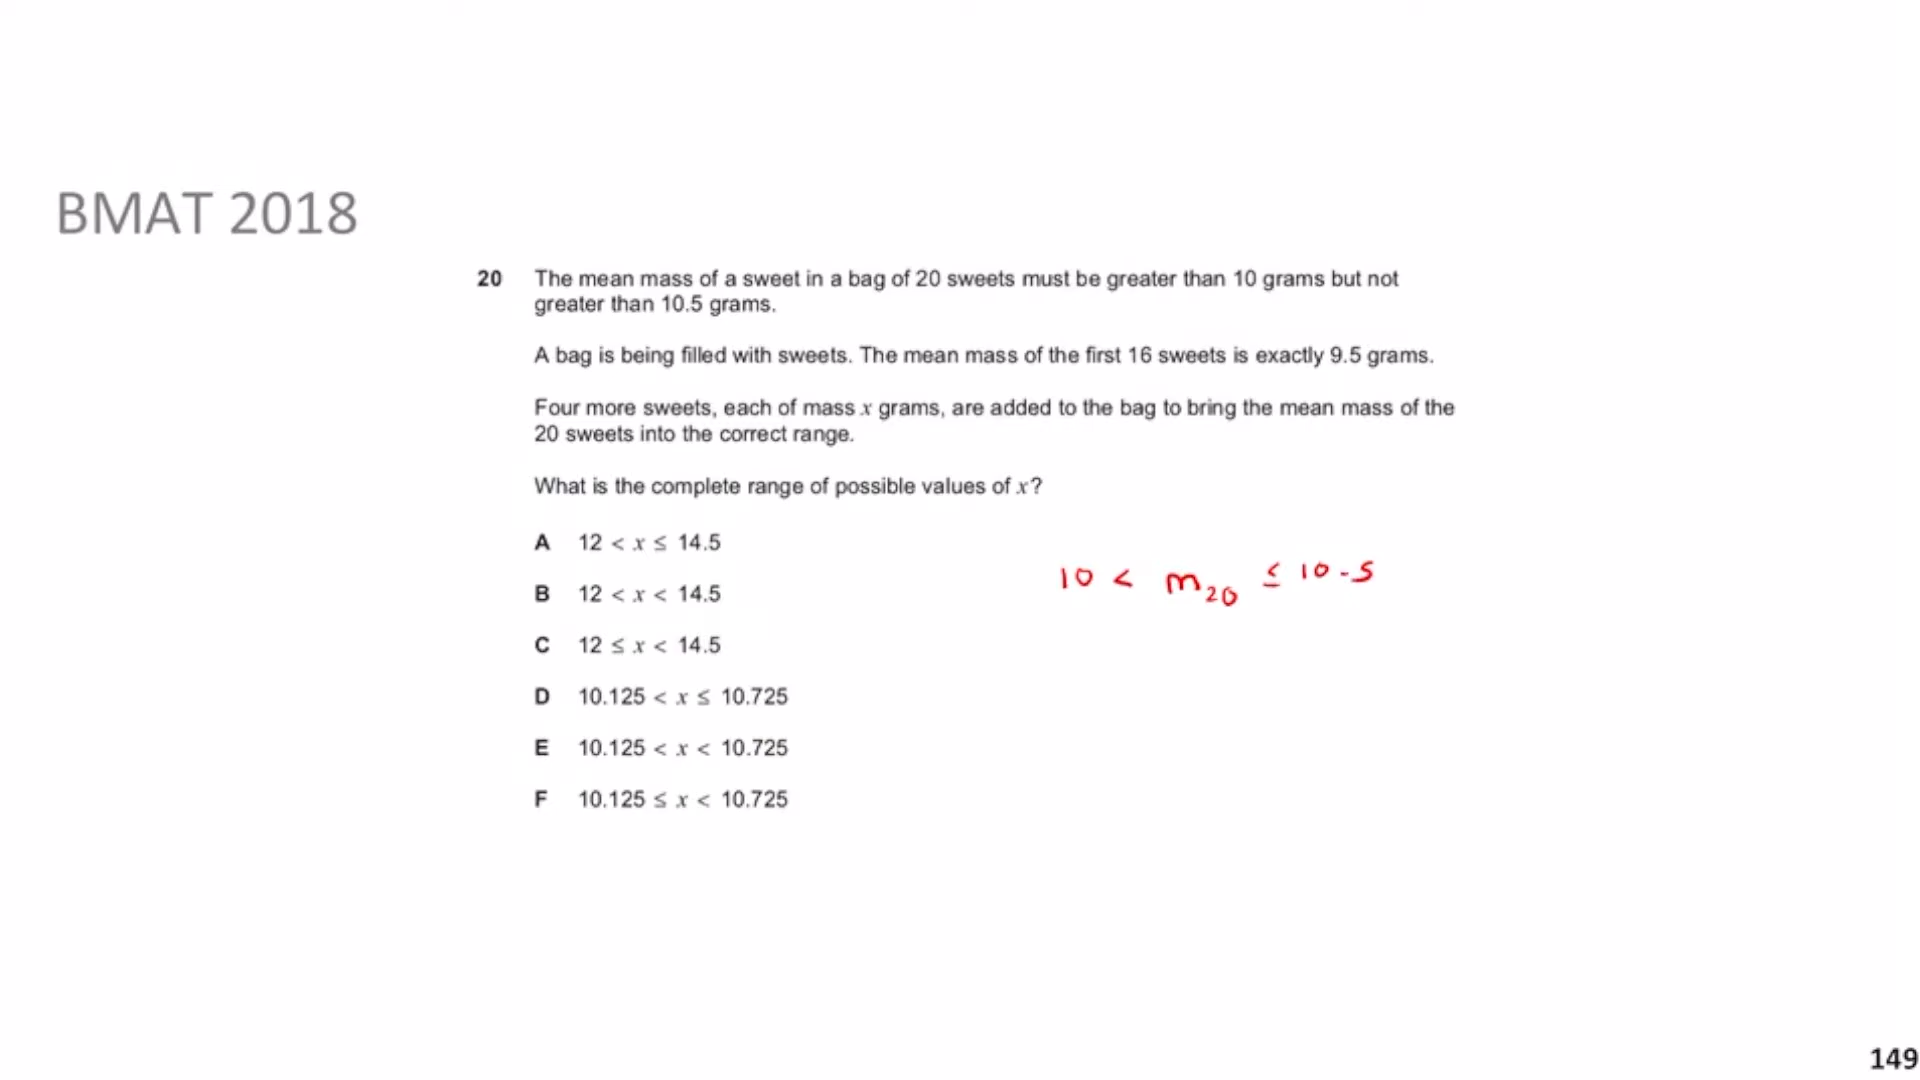 BMAT 2018
20 The mean mass of a sweet in a bag of 20 sweets must be greater than 10 grams but not
greater than 10.5 grams.
A bag is being filled with sweets. The mean mass of the first 16 sweets is exactly 9.5 grams.
Four more sweets, each of mass x grams, are added to the bag to bring the mean mass of the
20 sweets into the correct range.
What is the complete range of possible values of x?
A 12 < x ≤ 14.5
B 12 < x < 14.5
C 12 ≤ x < 14.5
D 10.125 < x ≤ 10.725
E 10.125 < x < 10.725
F 10.125 ≤ x < 10.725
10 < m₂₀ ≤ 10.5
149